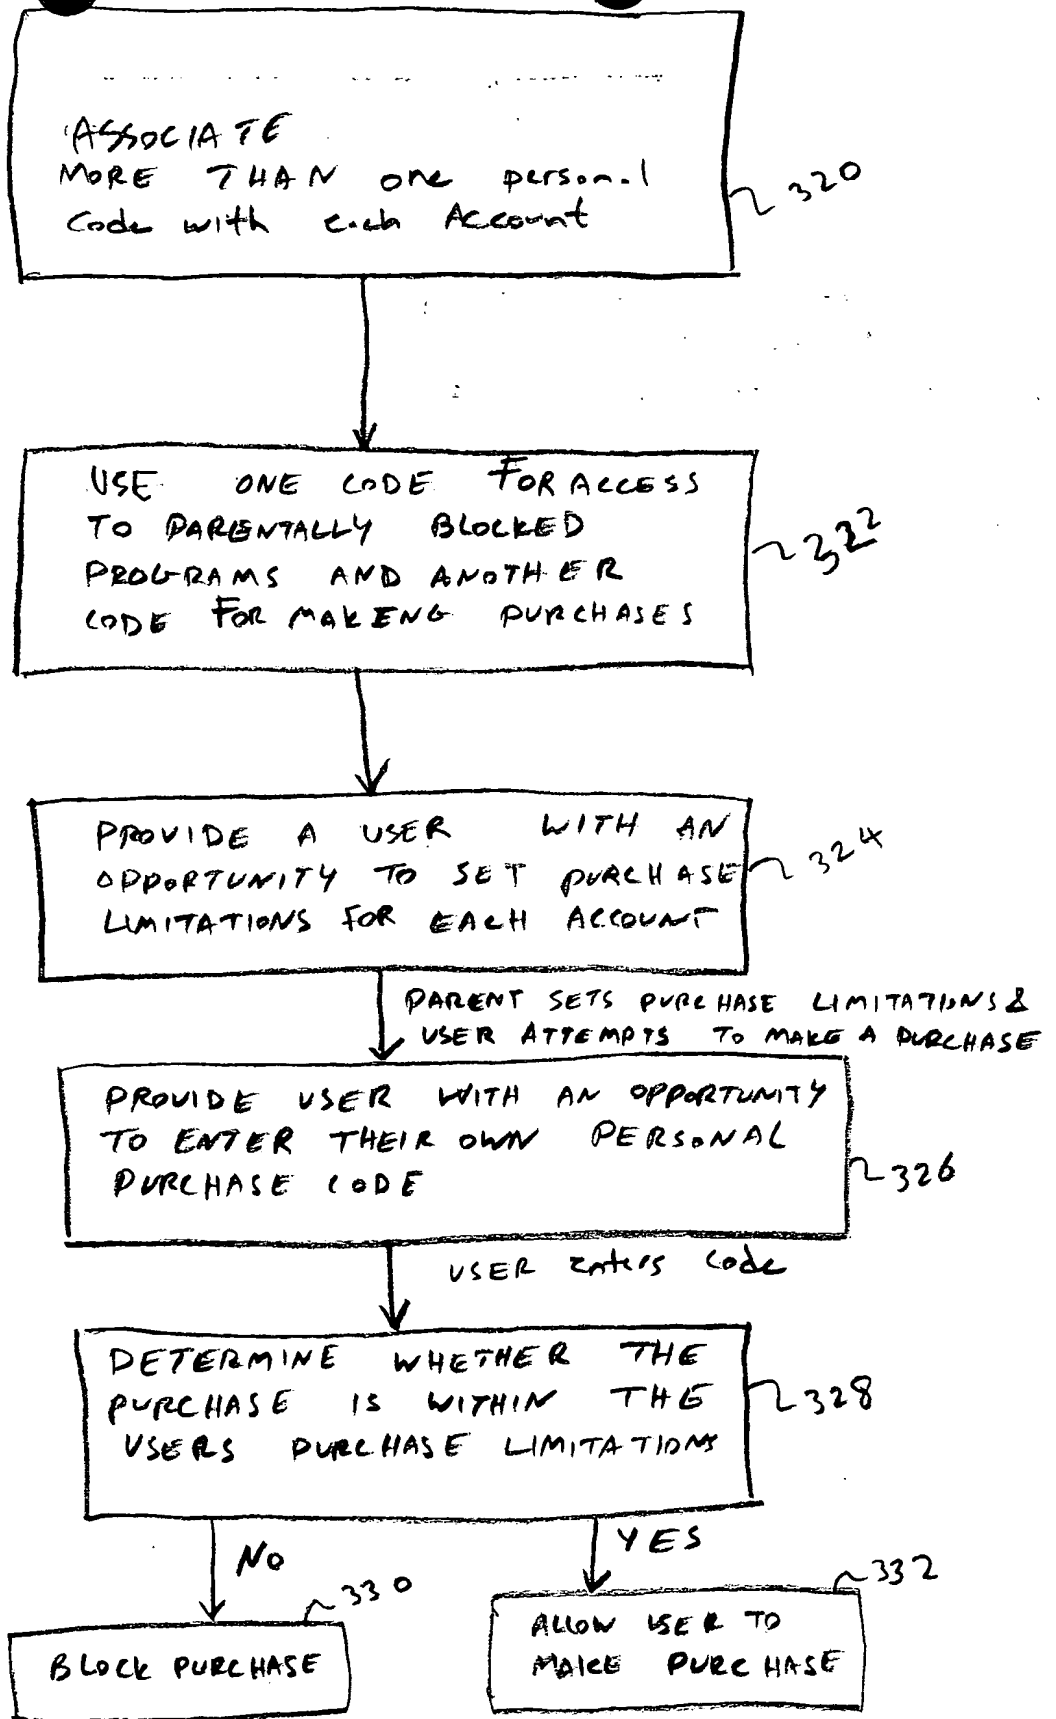 ASSOCIATE
MORE THAN one personal
Code with each Account
320
USE ONE CODE FOR ACCESS
TO PARENTALLY BLOCKED
PROGRAMS AND ANOTHER
CODE FOR MAKENG PURCHASES
322
PROVIDE A USER WITH AN
OPPORTUNITY TO SET PURCHASE
LIMITATIONS FOR EACH ACCOUNT
324
PARENT SETS PURCHASE LIMITATIONS &
USER ATTEMPTS TO MAKE A PURCHASE
PROVIDE USER WITH AN OPPORTUNITY
TO ENTER THEIR OWN PERSONAL
PURCHASE CODE
326
USER Enters Code
DETERMINE WHETHER THE
PURCHASE IS WITHIN THE
USERS PURCHASE LIMITATIONS
328
NO
YES
330
332
BLOCK PURCHASE
ALLOW USER TO
MAKE PURCHASE